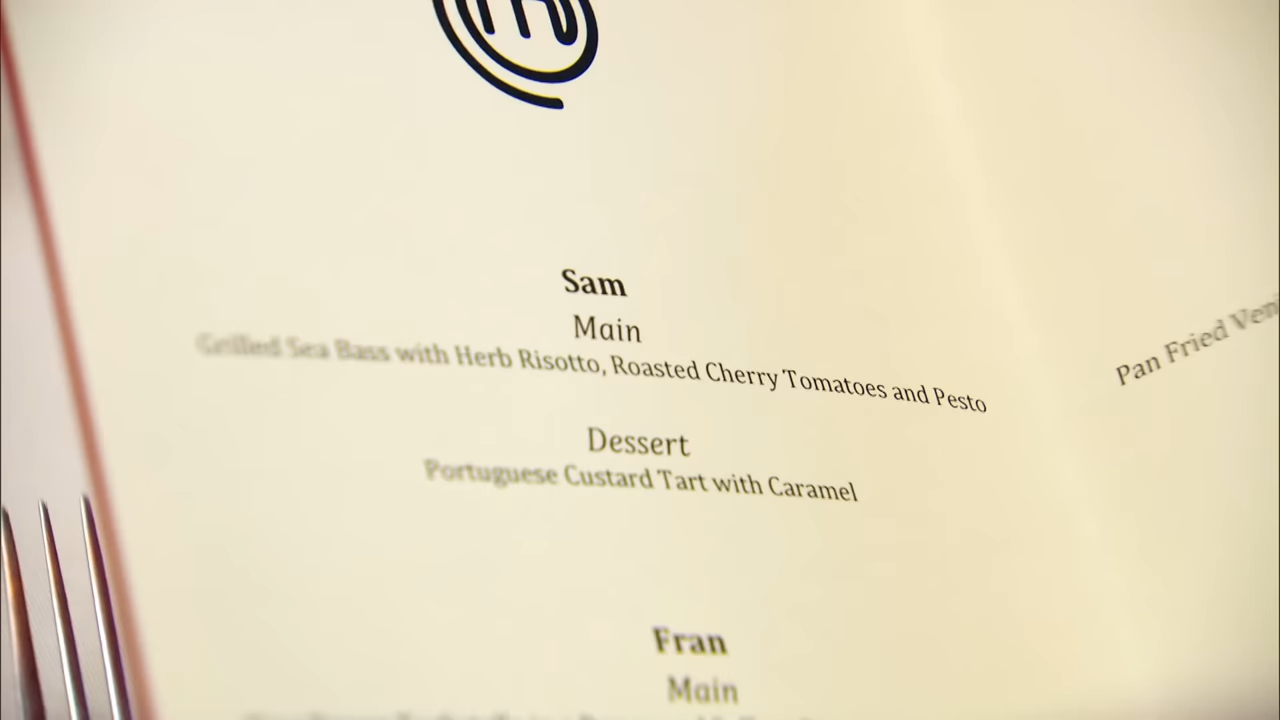 Sam
Main
Grilled Sea Bass with Herb Risotto, Roasted Cherry Tomatoes and Pesto
Dessert
Portuguese Custard Tart with Caramel
Fran
Main
Pan Fried